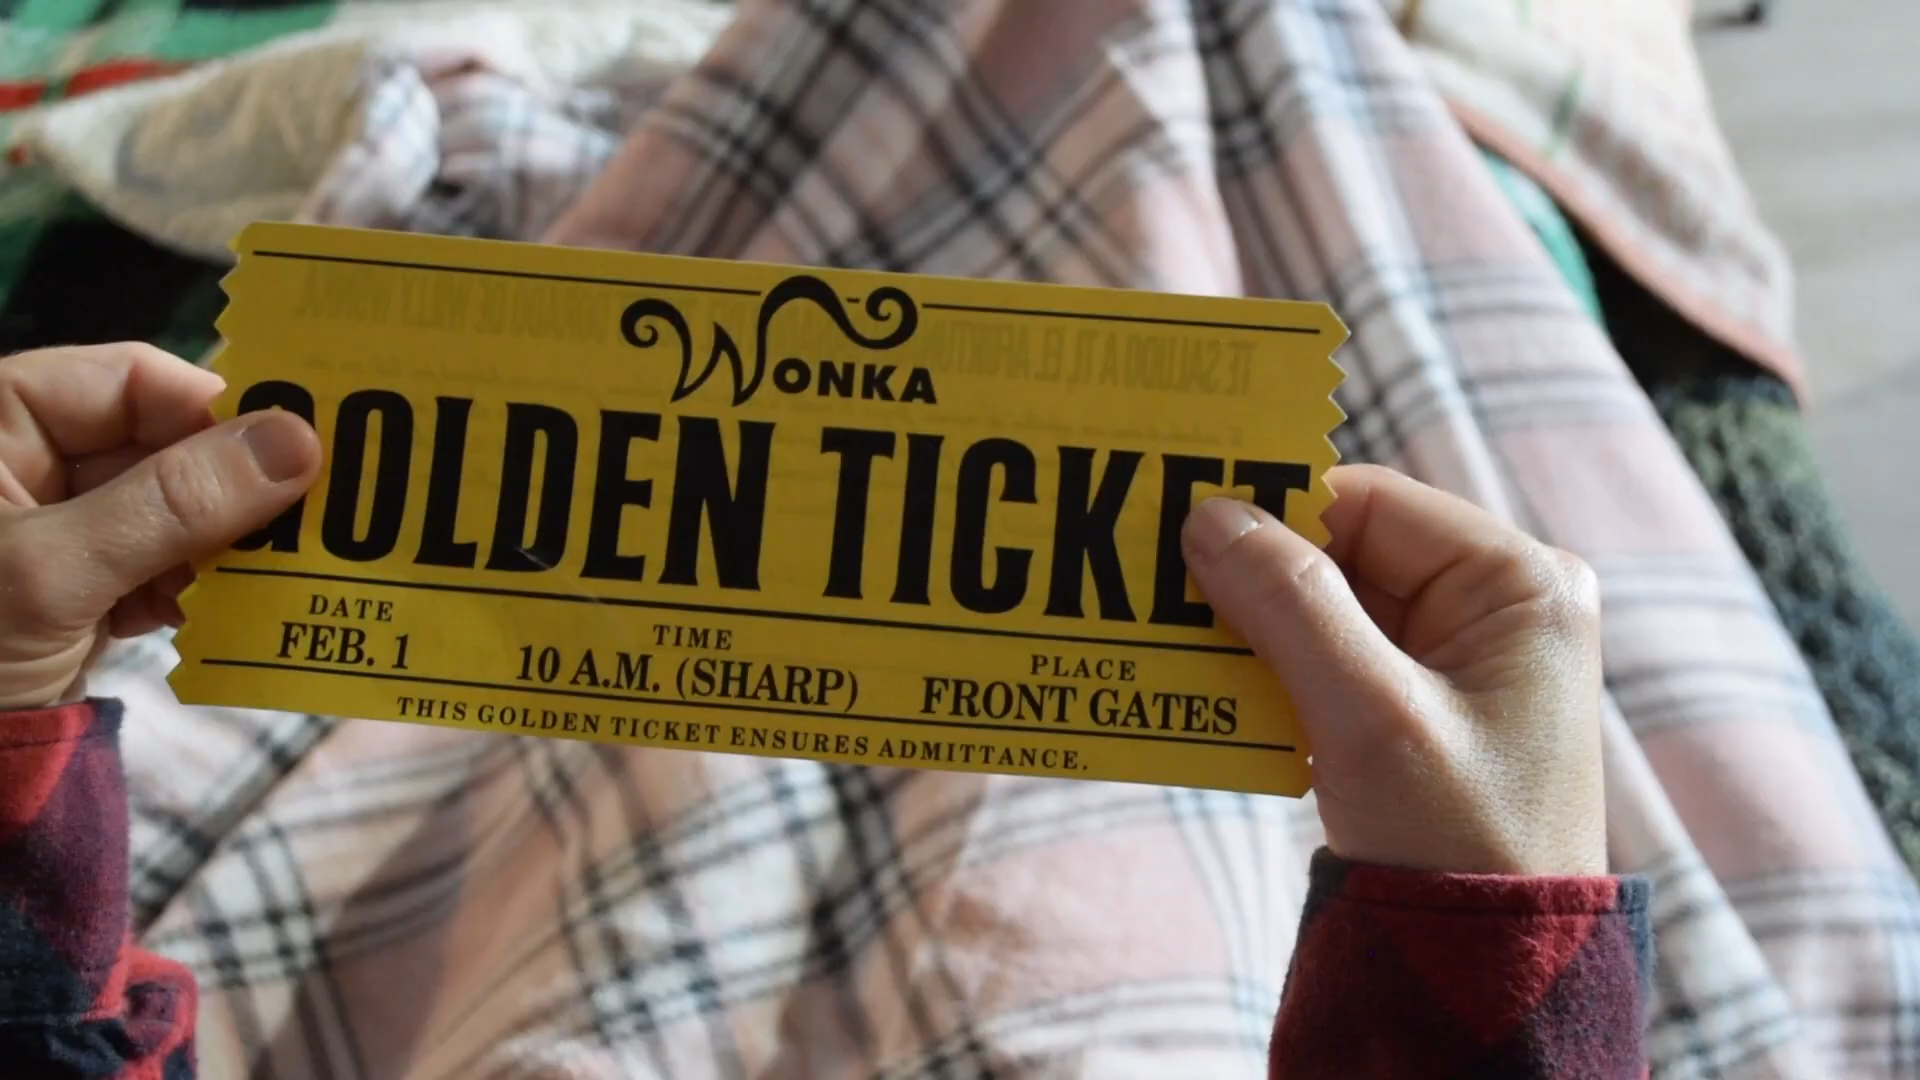 WONKA
GOLDEN TICKET
DATE
FEB. 1
TIME
10 A.M. (SHARP)
PLACE
FRONT GATES
THIS GOLDEN TICKET ENSURES ADMITTANCE.